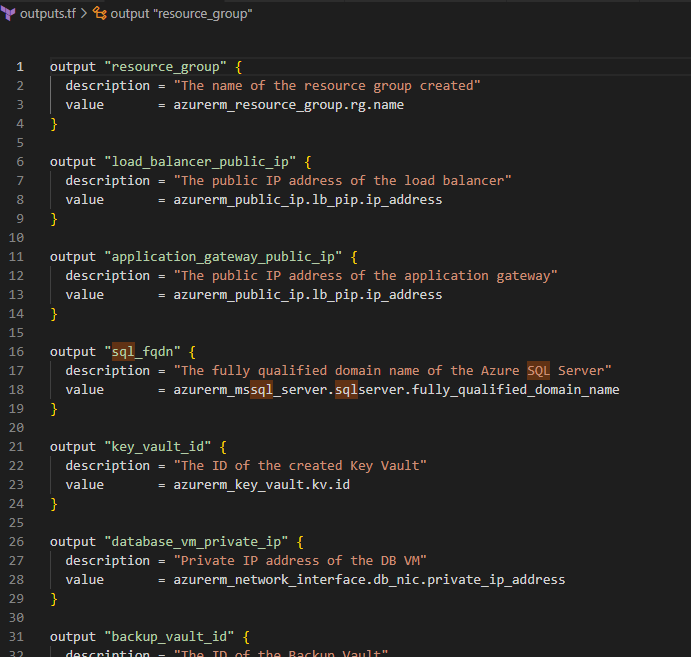 outputs.tf > output "resource_group"
1 output "resource_group" {
2   description = "The name of the resource group created"
3   value       = azurerm_resource_group.rg.name
4 }
5
6 output "load_balancer_public_ip" {
7   description = "The public IP address of the load balancer"
8   value       = azurerm_public_ip.lb_pip.ip_address
9 }
10
11 output "application_gateway_public_ip" {
12   description = "The public IP address of the application gateway"
13   value       = azurerm_public_ip.lb_pip.ip_address
14 }
15
16 output "sql_fqdn" {
17   description = "The fully qualified domain name of the Azure SQL Server"
18   value       = azurerm_mssql_server.sqlserver.fully_qualified_domain_name
19 }
20
21 output "key_vault_id" {
22   description = "The ID of the created Key Vault"
23   value       = azurerm_key_vault.kv.id
24 }
25
26 output "database_vm_private_ip" {
27   description = "Private IP address of the DB VM"
28   value       = azurerm_network_interface.db_nic.private_ip_address
29 }
30
31 output "backup_vault_id" {
32   description = "The ID of the Backup Vault"